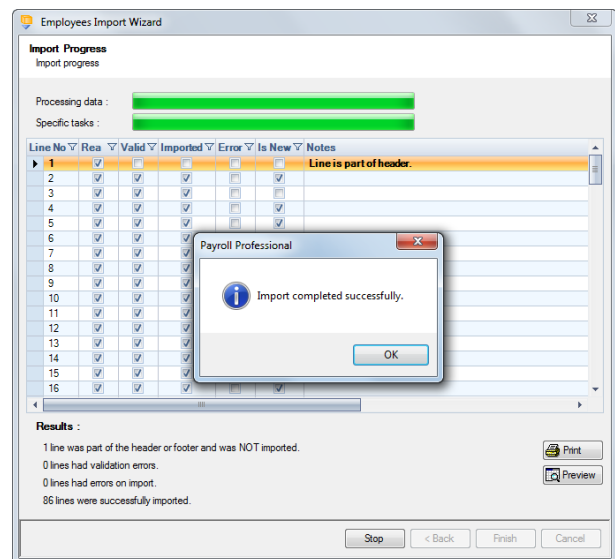 Employees Import Wizard
Import Progress
Import progress
Processing data :
Specific tasks :
Line No Rea Valid Imported Error Is New Notes
1 Line is part of header.
2
3
4
5
6
7
8
9
10
11
12
13
14
15
16
Payroll Professional
Import completed successfully.
OK
Results :
1 line was part of the header or footer and was NOT imported.
0 lines had validation errors.
0 lines had errors on import.
86 lines were successfully imported.
Print
Preview
Stop < Back Finish Cancel